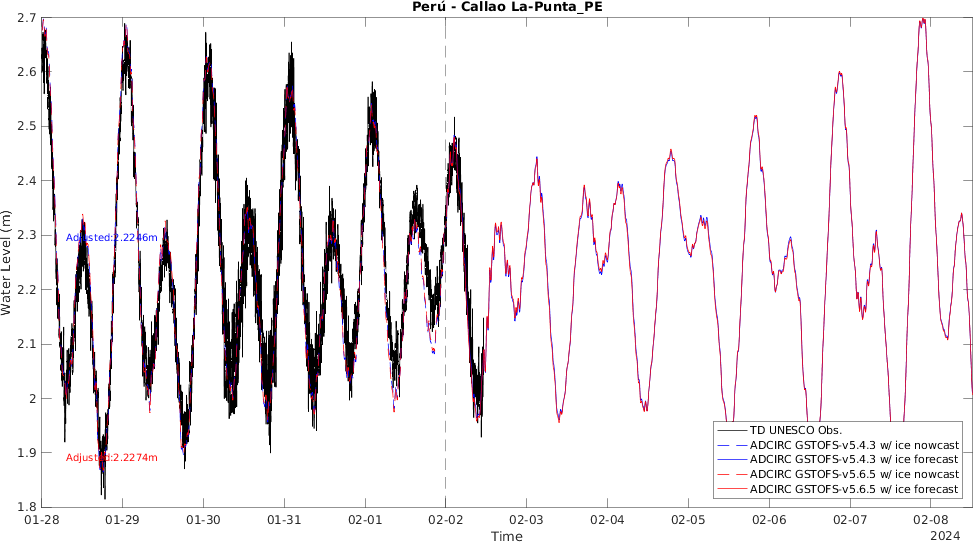 Perú - Callao La-Punta_PE
2.7
2.6
2.5
2.4
2.3
2.2
2.1
2
1.9
1.8
Water Level (m)
Adjusted:2.2246m
Adjusted:2.2274m
TD UNESCO Obs.
ADCIRC GSTOFS-v5.4.3 w/ ice nowcast
ADCIRC GSTOFS-v5.4.3 w/ ice forecast
ADCIRC GSTOFS-v5.6.5 w/ ice nowcast
ADCIRC GSTOFS-v5.6.5 w/ ice forecast
01-28 01-29 01-30 01-31 02-01 02-02 02-03 02-04 02-05 02-06 02-07 02-08
Time
2024